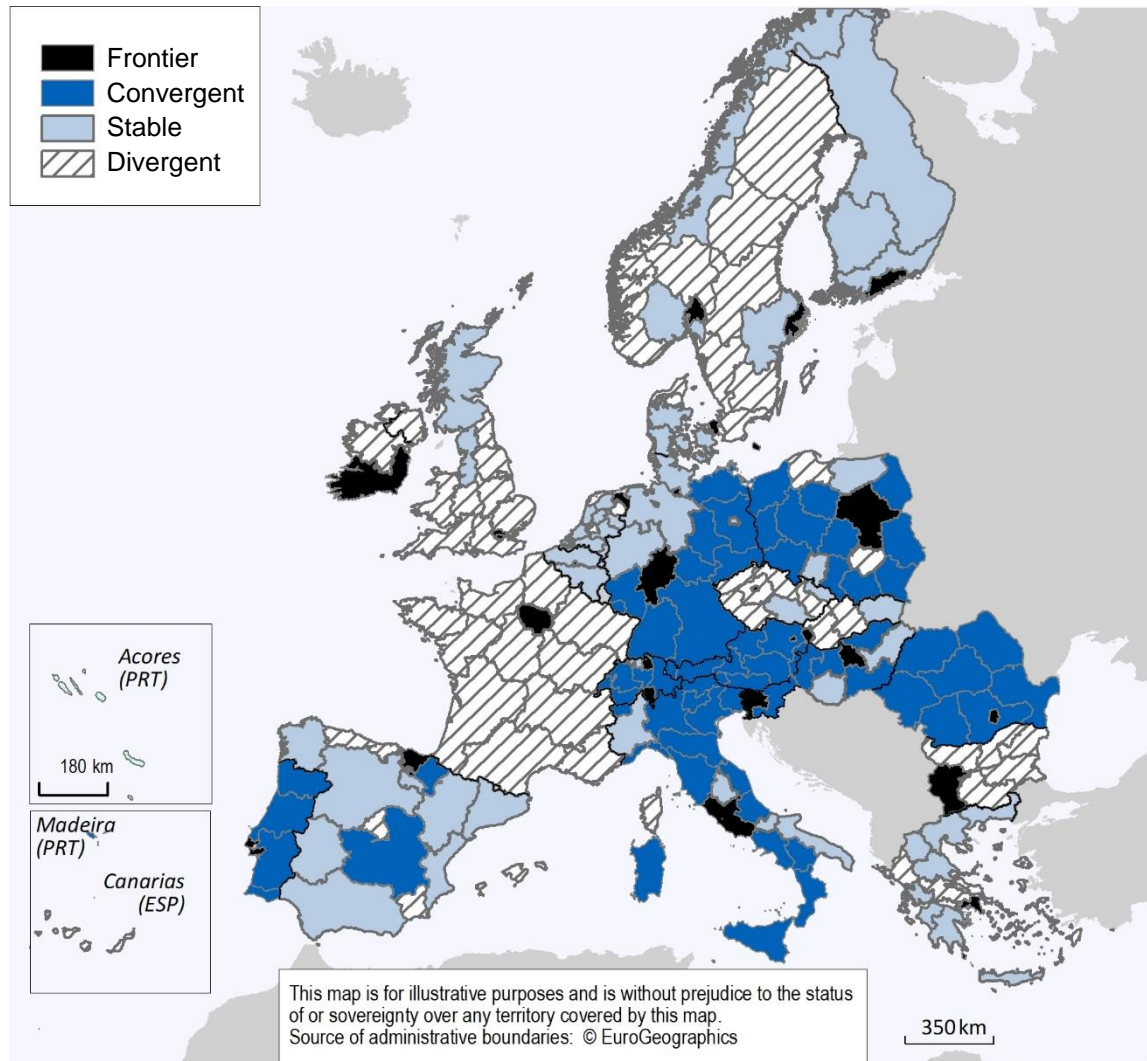 Frontier
Convergent
Stable
Divergent
Acores
(PRT)
180 km
Madeira
(PRT)
Canarias
(ESP)
This map is for illustrative purposes and is without prejudice to the status
of or sovereignty over any territory covered by this map.
Source of administrative boundaries: © EuroGeographics
350 km